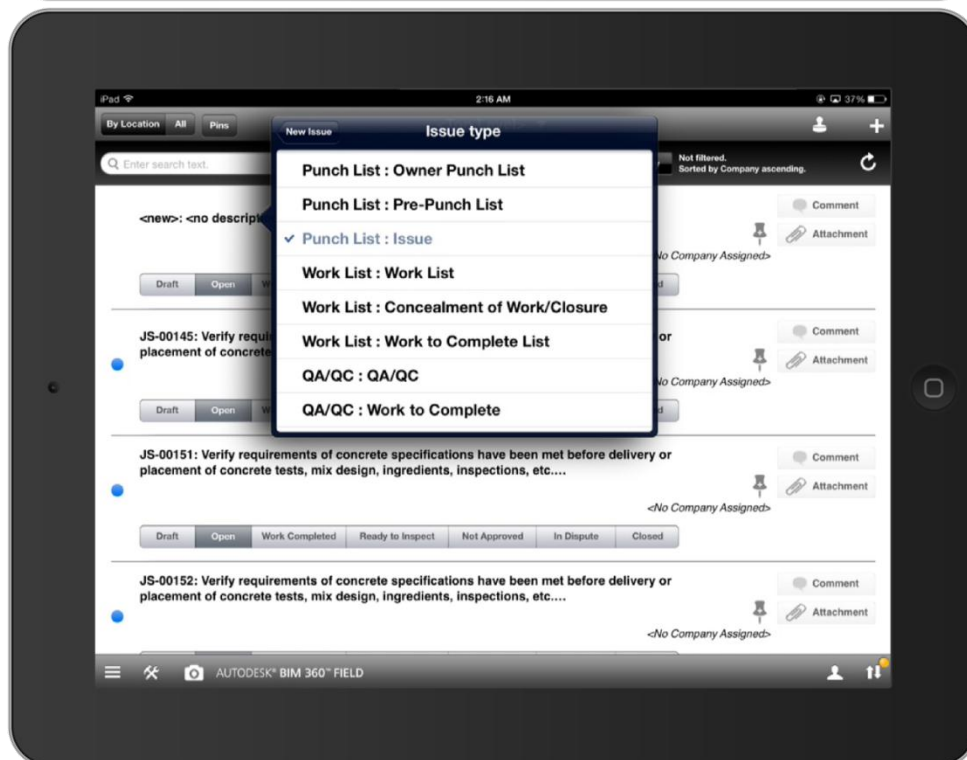 iPad
2:16 AM
37%
By Location All Pins
New Issue
Issue type
Enter search text.
Not filtered.
Sorted by Company ascending.
Punch List : Owner Punch List
Punch List : Pre-Punch List
Punch List : Issue
Work List : Work List
Work List : Concealment of Work/Closure
Work List : Work to Complete List
QA/QC : QA/QC
QA/QC : Work to Complete
<new>: <no descript
Comment
Attachment
No Company Assigned>
Draft Open W
d
JS-00145: Verify requi
or
placement of concrete
Comment
Attachment
No Company Assigned>
Draft Open W
d
JS-00151: Verify requirements of concrete specifications have been met before delivery or
placement of concrete tests, mix design, ingredients, inspections, etc....
Comment
Attachment
<No Company Assigned>
Draft Open Work Completed Ready to Inspect Not Approved In Dispute Closed
JS-00152: Verify requirements of concrete specifications have been met before delivery or
placement of concrete tests, mix design, ingredients, inspections, etc....
Comment
Attachment
<No Company Assigned>
AUTODESK® BIM 360™ FIELD